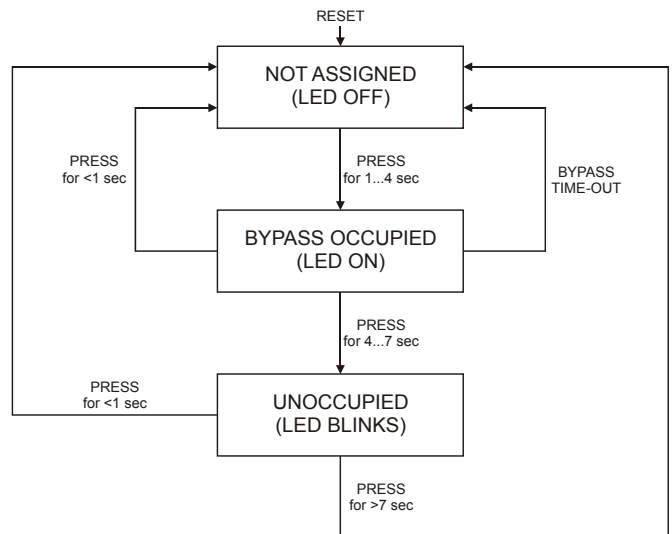 RESET
NOT ASSIGNED
(LED OFF)
PRESS
for <1 sec
PRESS
for 1...4 sec
BYPASS
TIME-OUT
BYPASS OCCUPIED
(LED ON)
PRESS
for 4...7 sec
PRESS
for <1 sec
UNOCCUPIED
(LED BLINKS)
PRESS
for >7 sec